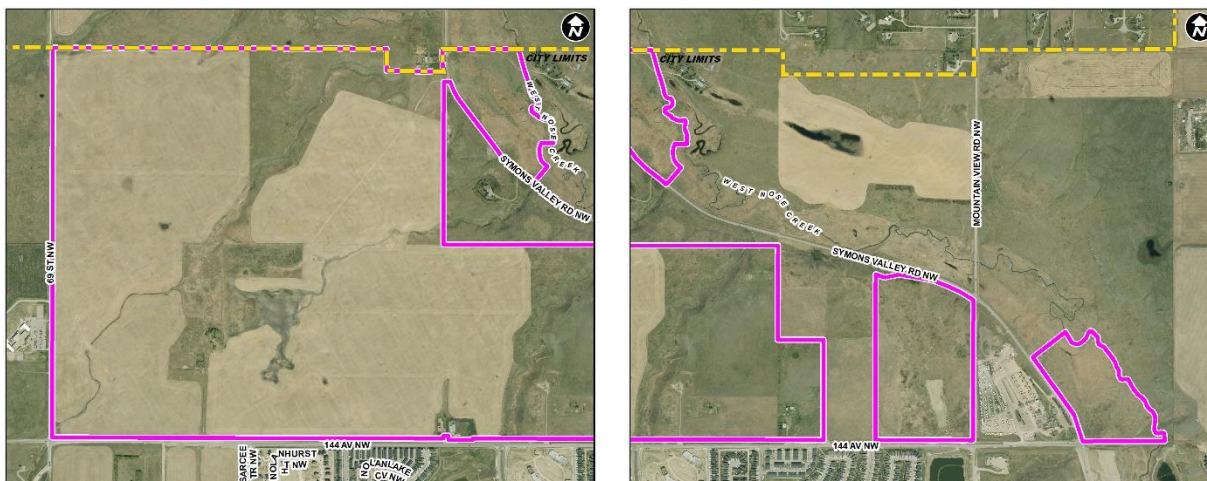 N
CITY LIMITS
WEST NOSE CREEK
SYMONS VALLEY RD NW
69 ST NW
144 AV NW
SARCEE
TR NW
NOLA
NHURST
HT NW
NOLANLAKE
CV NW
N
CITY LIMITS
MOUNTAIN VIEW RD NW
WEST NOSE CREEK
SYMONS VALLEY RD NW
144 AV NW